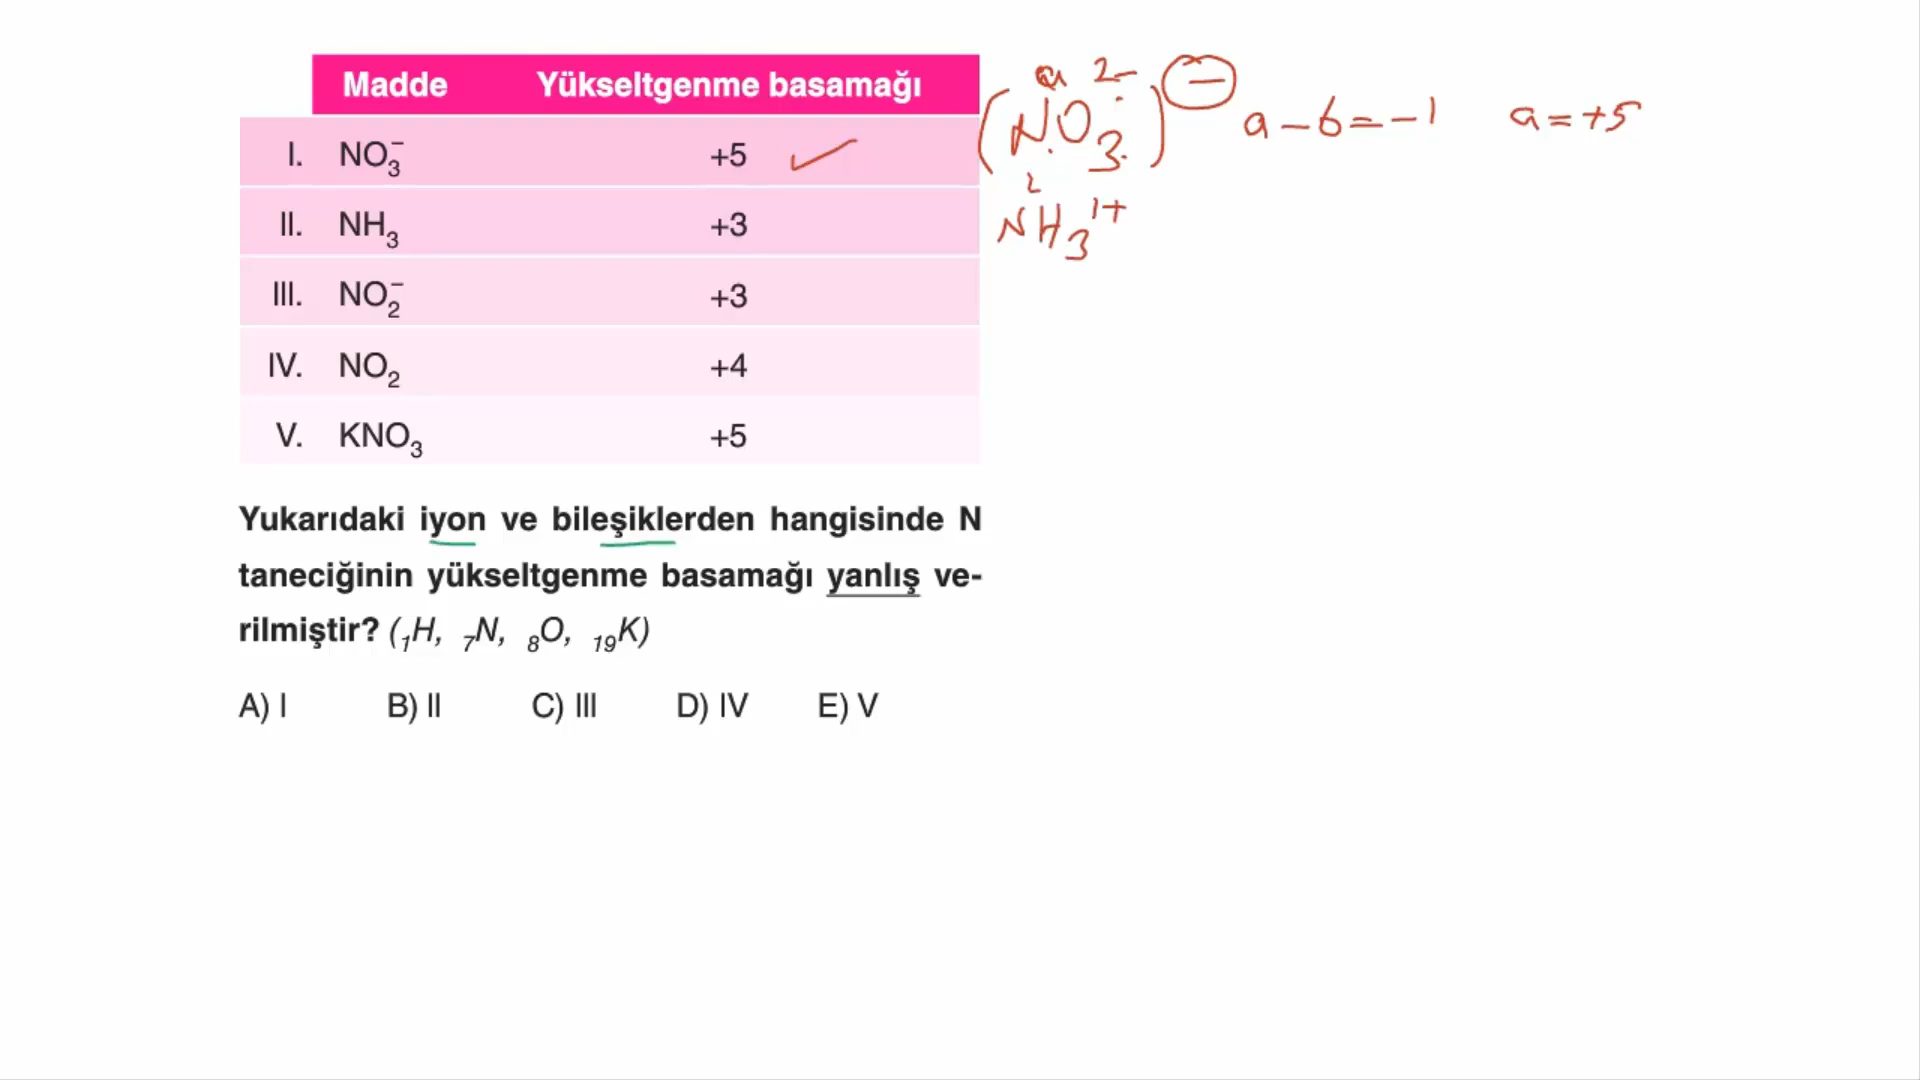 Madde Yükseltgenme basamağı
I. NO₃⁻ +5
II. NH₃ +3
III. NO₂⁻ +3
IV. NO₂ +4
V. KNO₃ +5
a 2-
(NO₃)⁻ a-6=-1 a=+5
NH₃ 1+
Yukarıdaki iyon ve bileşiklerden hangisinde N
taneciğinin yükseltgenme basamağı yanlış ve-
rilmiştir? (₁H, ₇N, ₈O, ₁₉K)
A) I B) II C) III D) IV E) V